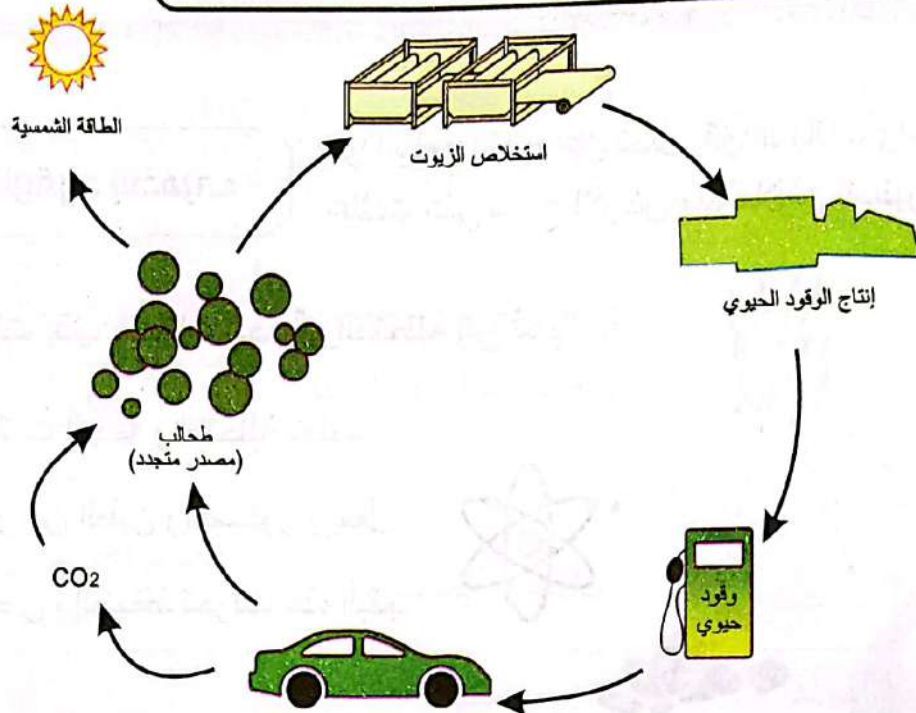 الطاقة الشمسية
استخلاص الزيوت
إنتاج الوقود الحيوي
طحالب
(مصدر متجدد)
CO2
وقود
حيوي